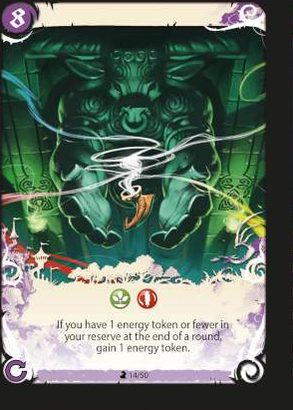 8
If you have 1 energy token or fewer in
your reserve at the end of a round,
gain 1 energy token.
14/50